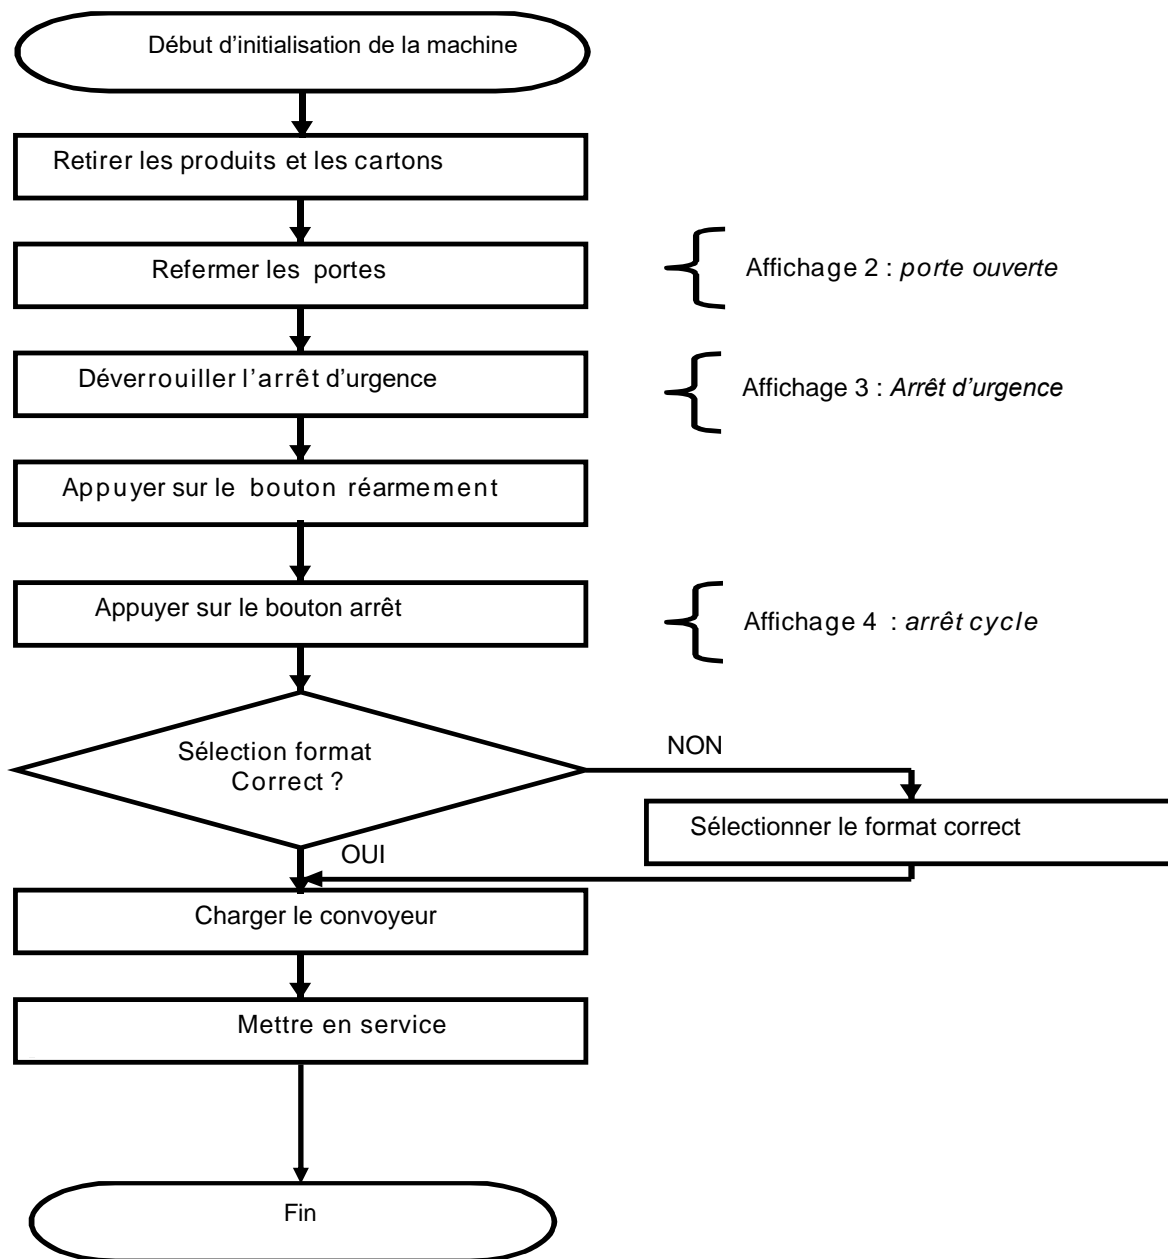 Début d’initialisation de la machine
Retirer les produits et les cartons
Refermer les portes
Affichage 2 : porte ouverte
Déverrouiller l’arrêt d’urgence
Affichage 3 : Arrêt d’urgence
Appuyer sur le bouton réarmement
Appuyer sur le bouton arrêt
Affichage 4 : arrêt cycle
Sélection format
Correct ?
NON
Sélectionner le format correct
OUI
Charger le convoyeur
Mettre en service
Fin